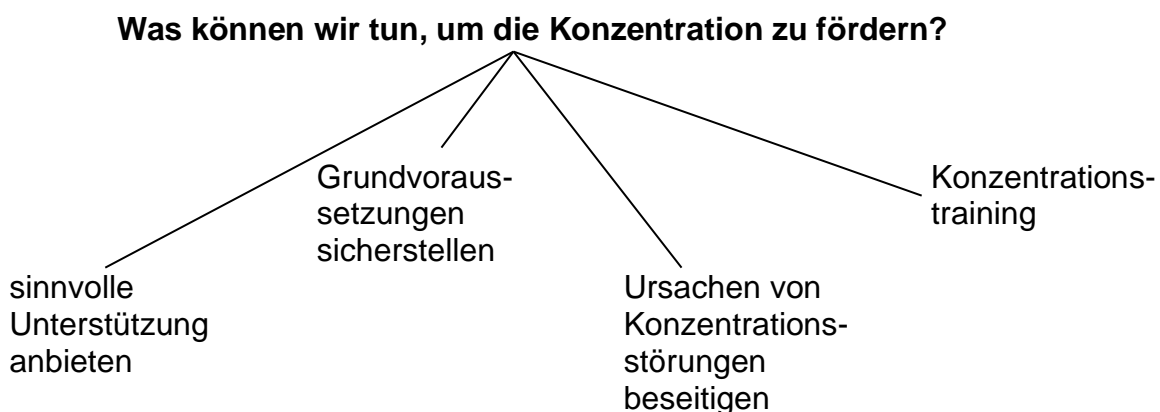 Was können wir tun, um die Konzentration zu fördern?
sinnvolle
Unterstützung
anbieten
Grundvoraus-
setzungen
sicherstellen
Ursachen von
Konzentrations-
störungen
beseitigen
Konzentrations-
training